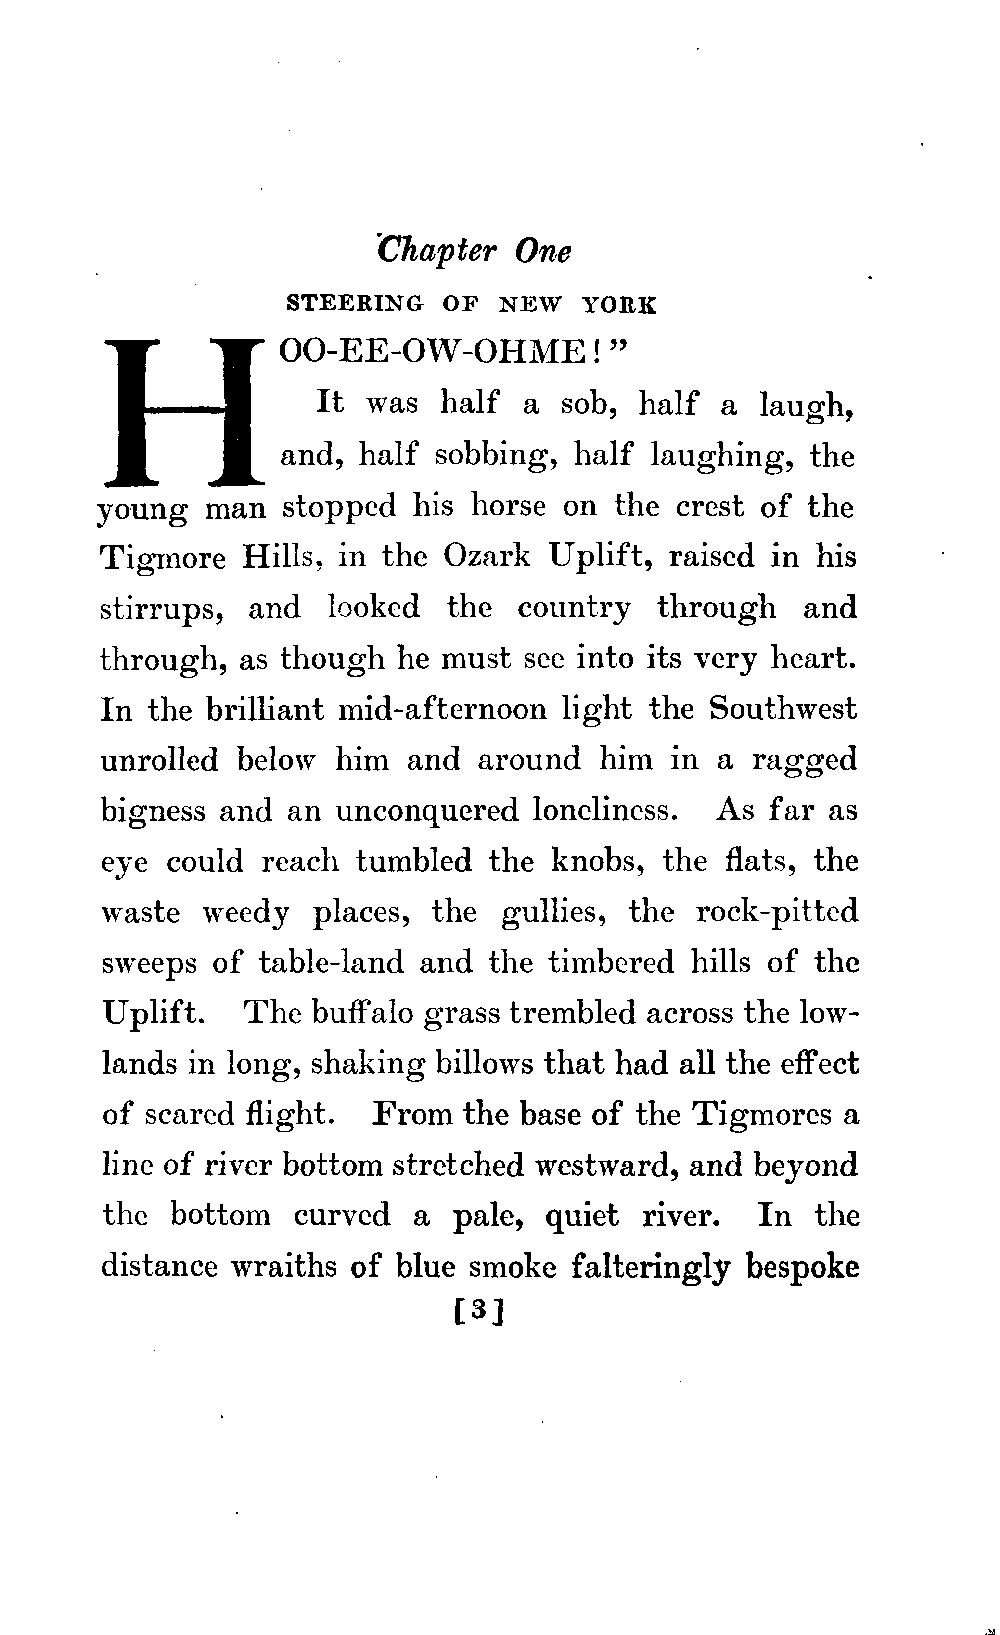 Chapter One
STEERING OF NEW YORK
HOO-EE-OW-OHME!”
It was half a sob, half a laugh,
and, half sobbing, half laughing, the
young man stopped his horse on the crest of the
Tigmore Hills, in the Ozark Uplift, raised in his
stirrups, and looked the country through and
through, as though he must see into its very heart.
In the brilliant mid-afternoon light the Southwest
unrolled below him and around him in a ragged
bigness and an unconquered loneliness. As far as
eye could reach tumbled the knobs, the flats, the
waste weedy places, the gullies, the rock-pitted
sweeps of table-land and the timbered hills of the
Uplift. The buffalo grass trembled across the low-
lands in long, shaking billows that had all the effect
of scared flight. From the base of the Tigmores a
line of river bottom stretched westward, and beyond
the bottom curved a pale, quiet river. In the
distance wraiths of blue smoke falteringly bespoke
[3]